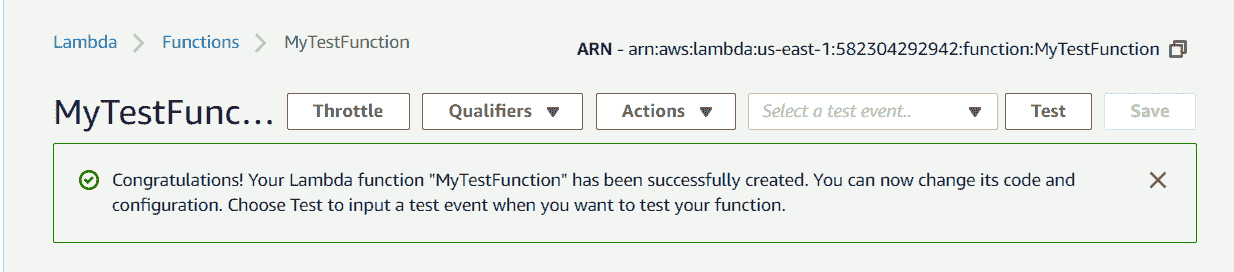 Lambda > Functions > MyTestFunction
ARN - arn:aws:lambda:us-east-1:582304292942:function:MyTestFunction
MyTestFunc... Throttle Qualifiers Actions Select a test event.. Test Save
Congratulations! Your Lambda function "MyTestFunction" has been successfully created. You can now change its code and
configuration. Choose Test to input a test event when you want to test your function.